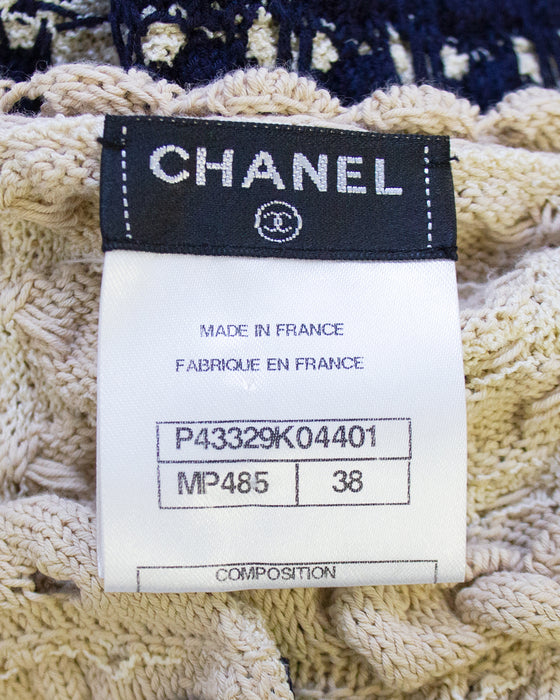 CHANEL
MADE IN FRANCE
FABRIQUE EN FRANCE
P43329K04401
MP485 38
COMPOSITION